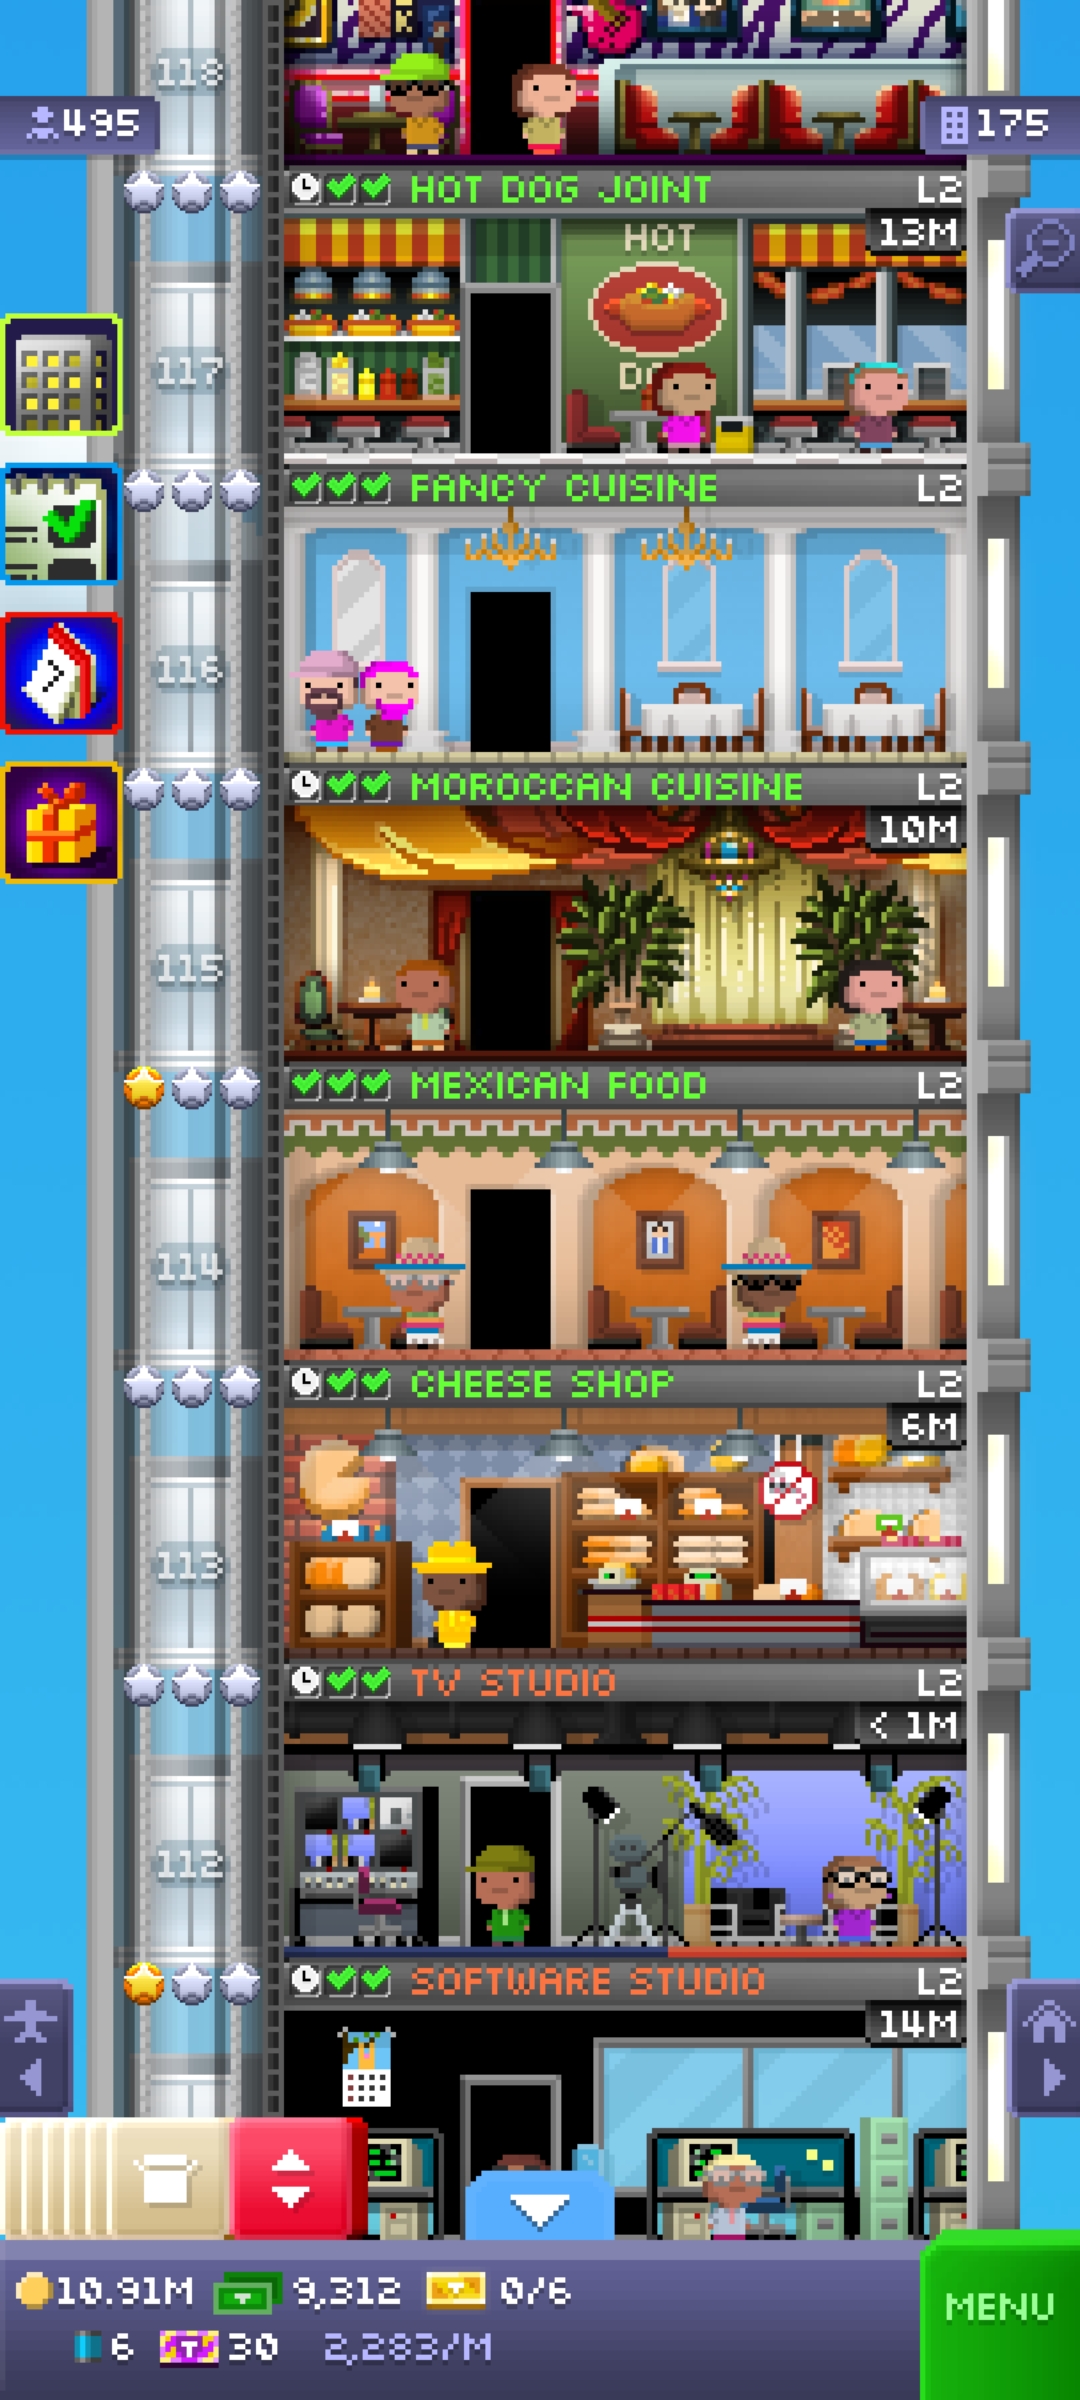 118
495
175
HOT DOG JOINT L2
13M
HOT
117
FANCY CUISINE L2
116
MOROCCAN CUISINE L2
10M
115
MEXICAN FOOD L2
114
CHEESE SHOP L2
6M
113
TV STUDIO L2
< 1M
112
SOFTWARE STUDIO L2
14M
10.91M 9,312 0/6
MENU
6 T 30 2,283/M